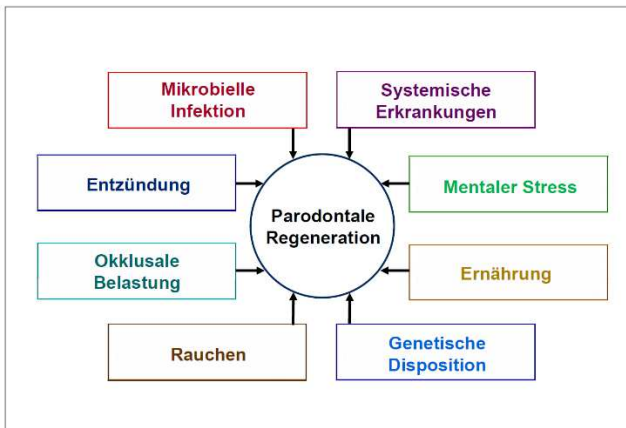 Mikrobielle
Infektion
Systemische
Erkrankungen
Entzündung
Mentaler Stress
Parodontale
Regeneration
Okklusale
Belastung
Ernährung
Rauchen
Genetische
Disposition